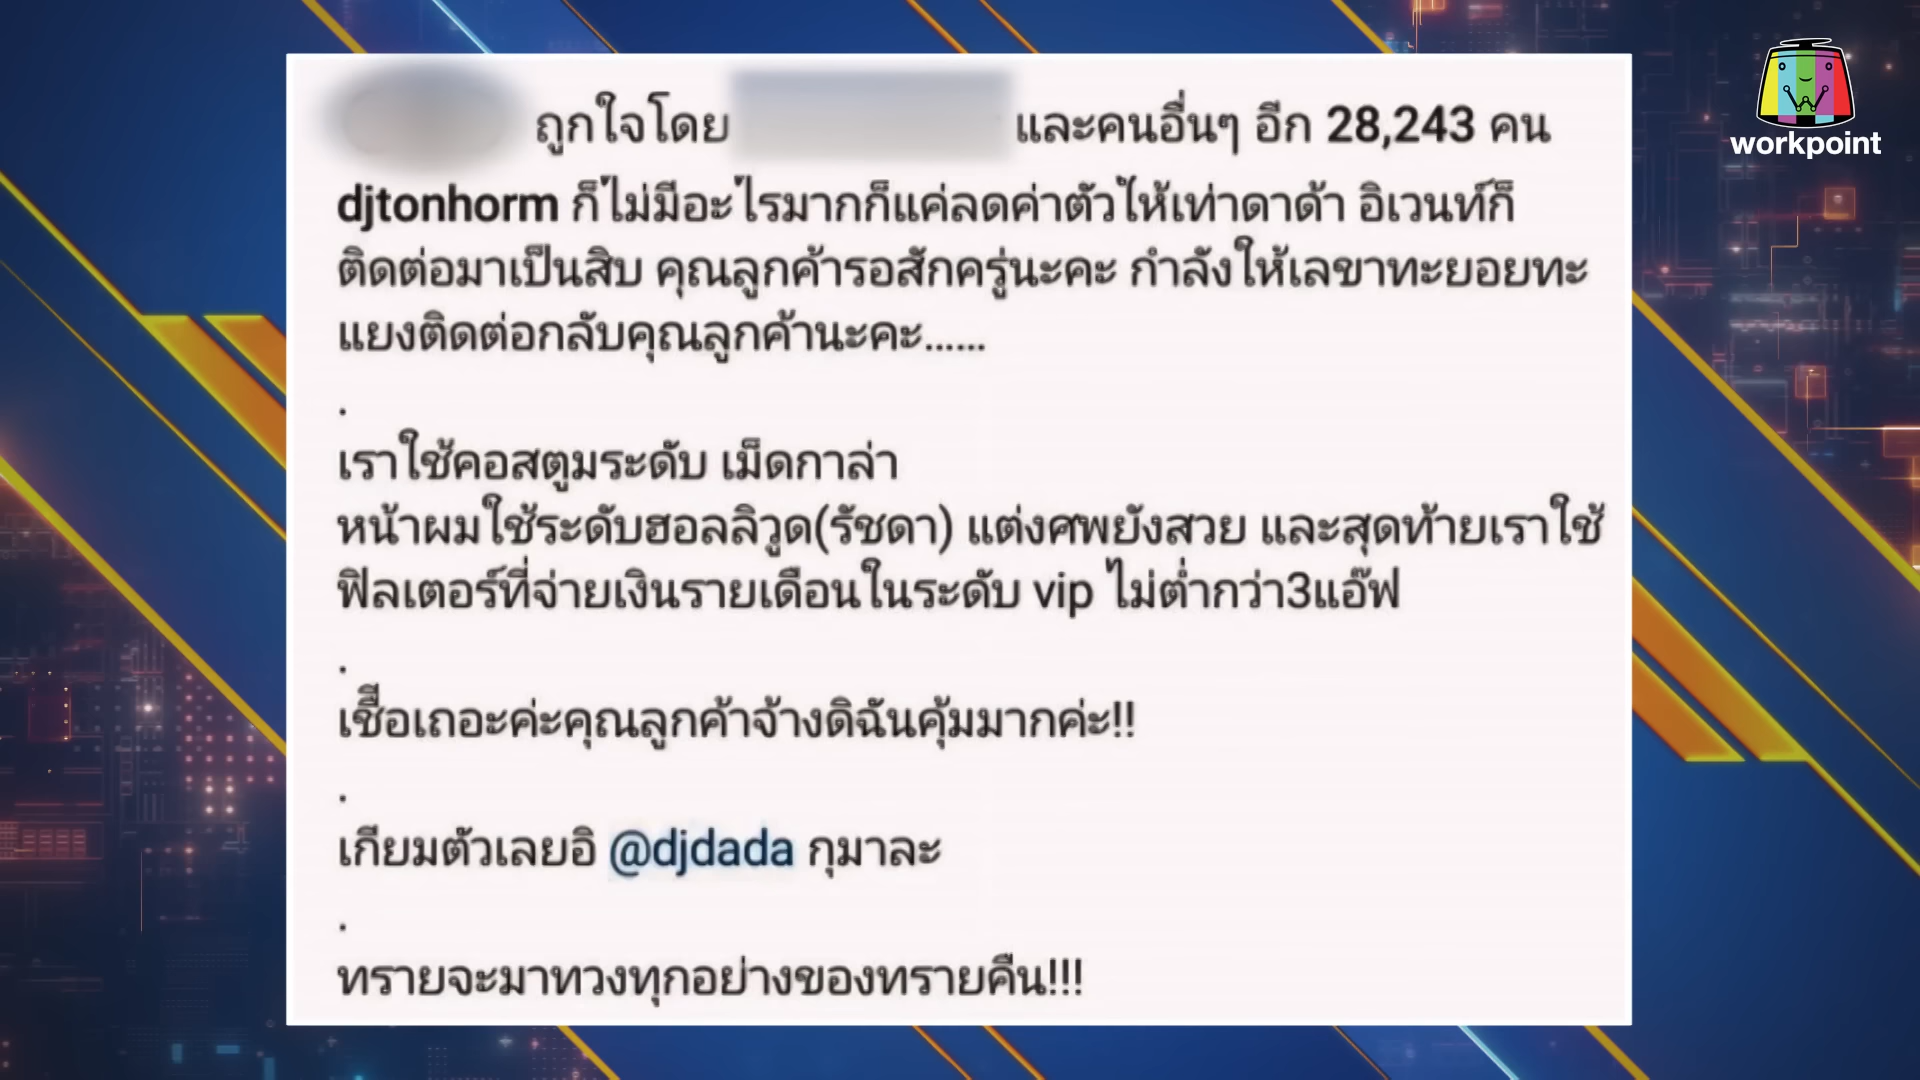 workpoint
ถูกใจโดย และคนอื่นๆ อีก 28,243 คน
djtonhorm ก็ไม่มีอะไรมากก็แค่ลดค่าตัวให้เท่าดาด้า อิเวนท์ก็
ติดต่อมาเป็นสิบ คุณลูกค้ารอสักครู่นะคะ กำลังให้เลขาทะยอยทะ
แยงติดต่อกลับคุณลูกค้านะคะ......
.
เราใช้คอสตูมระดับ เม็ดกาล่า
หน้าผมใช้ระดับฮอลลิวูด(รัชดา) แต่งศพยังสวย และสุดท้ายเราใช้
ฟิลเตอร์ที่จ่ายเงินรายเดือนในระดับ vip ไม่ต่ำกว่า3แอ๊ฟ
.
เชื่อเถอะค่ะคุณลูกค้าจ้างดิฉันคุ้มมากค่ะ!!
.
เกียมตัวเลยอิ @djdada กุมาละ
.
ทรายจะมาทวงทุกอย่างของทรายคืน!!!